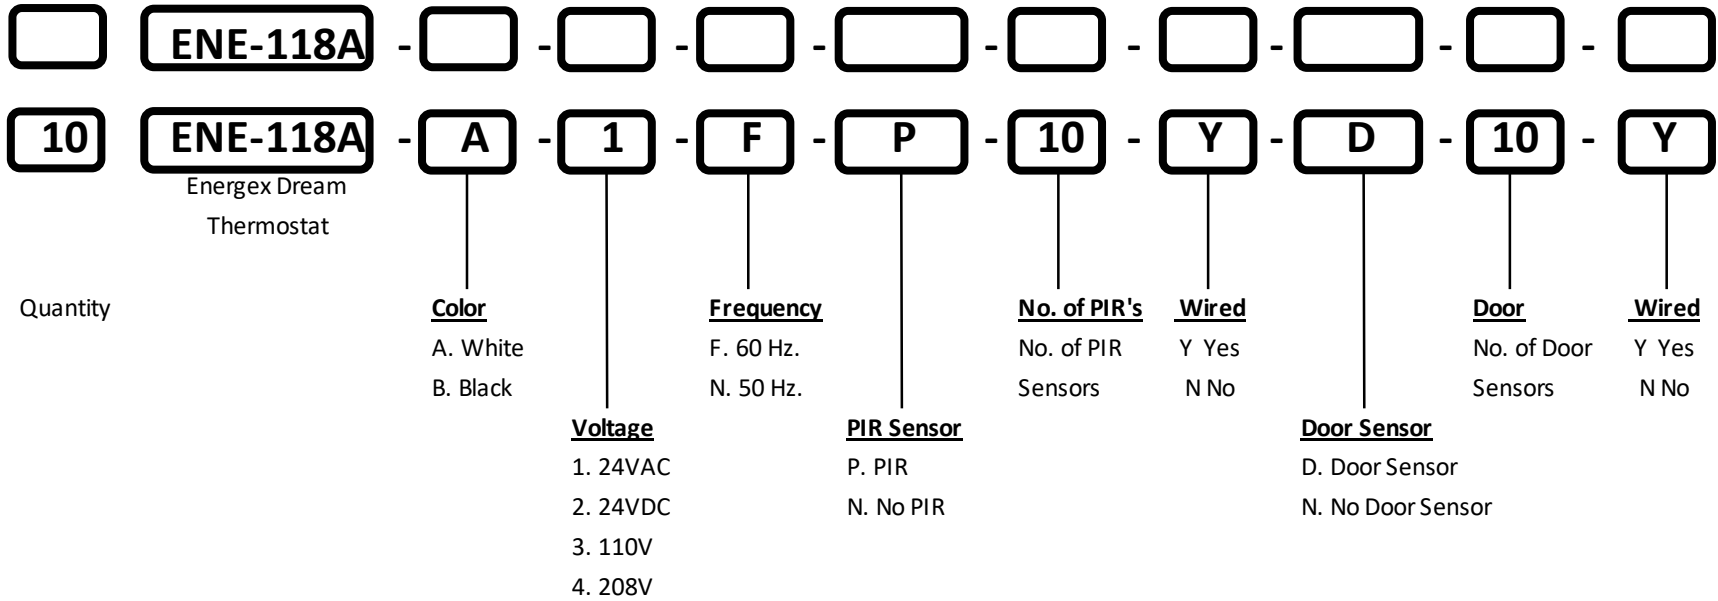 ENE-118A - - - - - - - - -
10 ENE-118A - A - 1 - F - P - 10 - Y - D - 10 - Y
Energex Dream
Thermostat
Quantity
Color
A. White
B. Black
Voltage
1. 24VAC
2. 24VDC
3. 110V
4. 208V
Frequency
F. 60 Hz.
N. 50 Hz.
PIR Sensor
P. PIR
N. No PIR
No. of PIR's
No. of PIR
Sensors
Wired
Y Yes
N No
Door Sensor
D. Door Sensor
N. No Door Sensor
Door
No. of Door
Sensors
Wired
Y Yes
N No